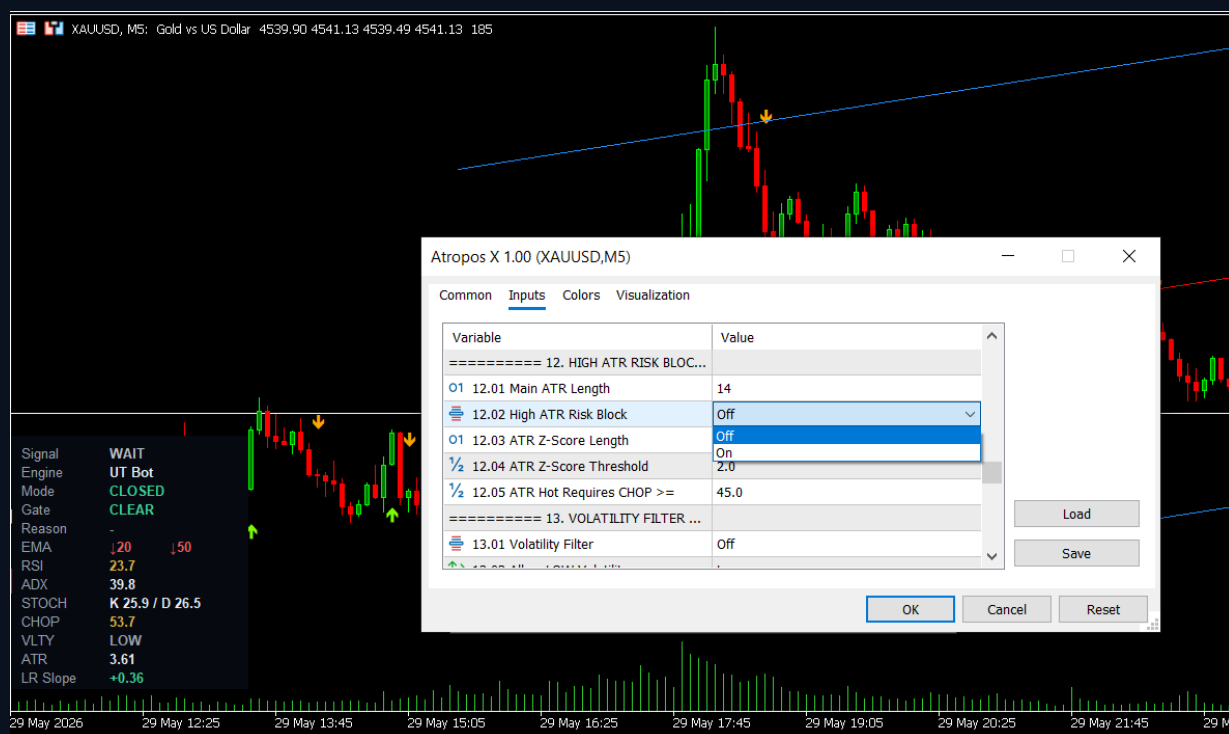 XAUUSD, M5: Gold vs US Dollar 4539.90 4541.13 4539.49 4541.13 185
Atropos X 1.00 (XAUUSD,M5)
Common Inputs Colors Visualization
Variable Value
========== 12. HIGH ATR RISK BLOC...
12.01 Main ATR Length 14
12.02 High ATR Risk Block Off
Off
On
12.03 ATR Z-Score Length
12.04 ATR Z-Score Threshold 2.0
12.05 ATR Hot Requires CHOP >= 45.0
========== 13. VOLATILITY FILTER ...
13.01 Volatility Filter Off
Load
Save
OK Cancel Reset
Signal WAIT
Engine UT Bot
Mode CLOSED
Gate CLEAR
Reason -
EMA ↓20 ↓50
RSI 23.7
ADX 39.8
STOCH K 25.9 / D 26.5
CHOP 53.7
VLTY LOW
ATR 3.61
LR Slope +0.36
29 May 2026 29 May 12:25 29 May 13:45 29 May 15:05 29 May 16:25 29 May 17:45 29 May 19:05 29 May 20:25 29 May 21:45